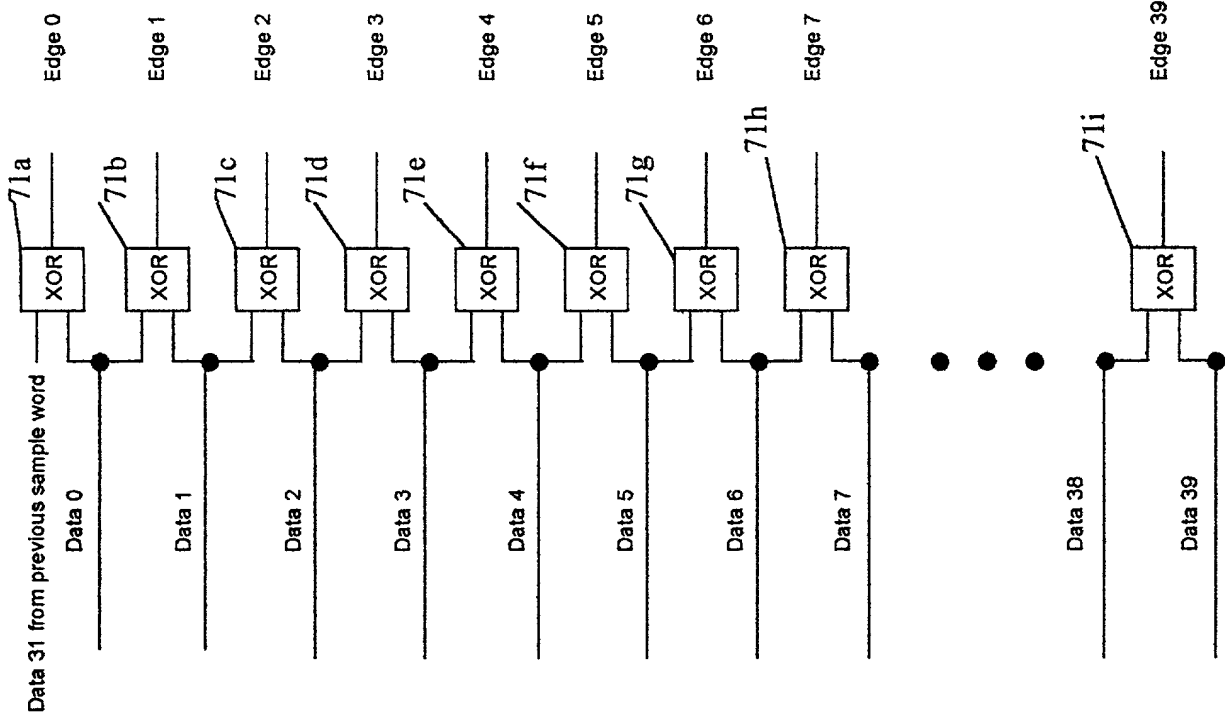 Data 31 from previous sample word
71a
XOR
Edge 0
Data 0
71b
XOR
Edge 1
Data 1
71c
XOR
Edge 2
Data 2
71d
XOR
Edge 3
Data 3
71e
XOR
Edge 4
Data 4
71f
XOR
Edge 5
Data 5
71g
XOR
Edge 6
Data 6
71h
XOR
Edge 7
Data 7
71i
XOR
Edge 39
Data 38
Data 39